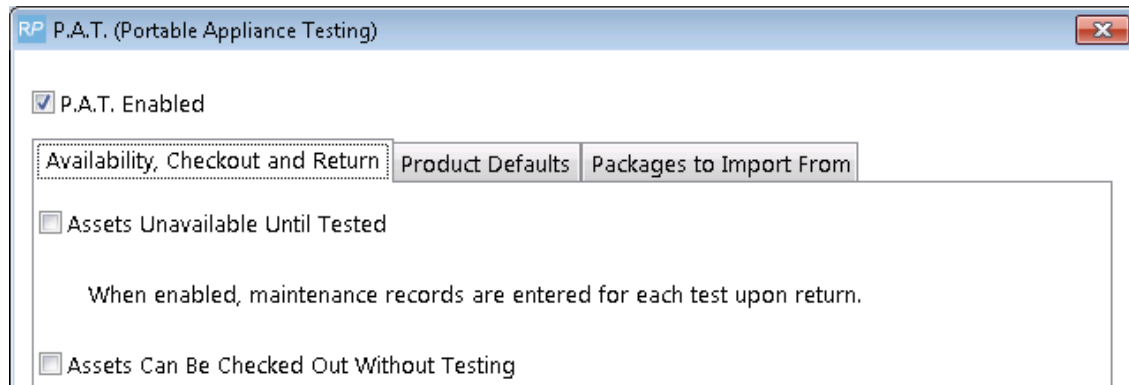 RP P.A.T. (Portable Appliance Testing)
P.A.T. Enabled
Availability, Checkout and Return Product Defaults Packages to Import From
Assets Unavailable Until Tested
When enabled, maintenance records are entered for each test upon return.
Assets Can Be Checked Out Without Testing